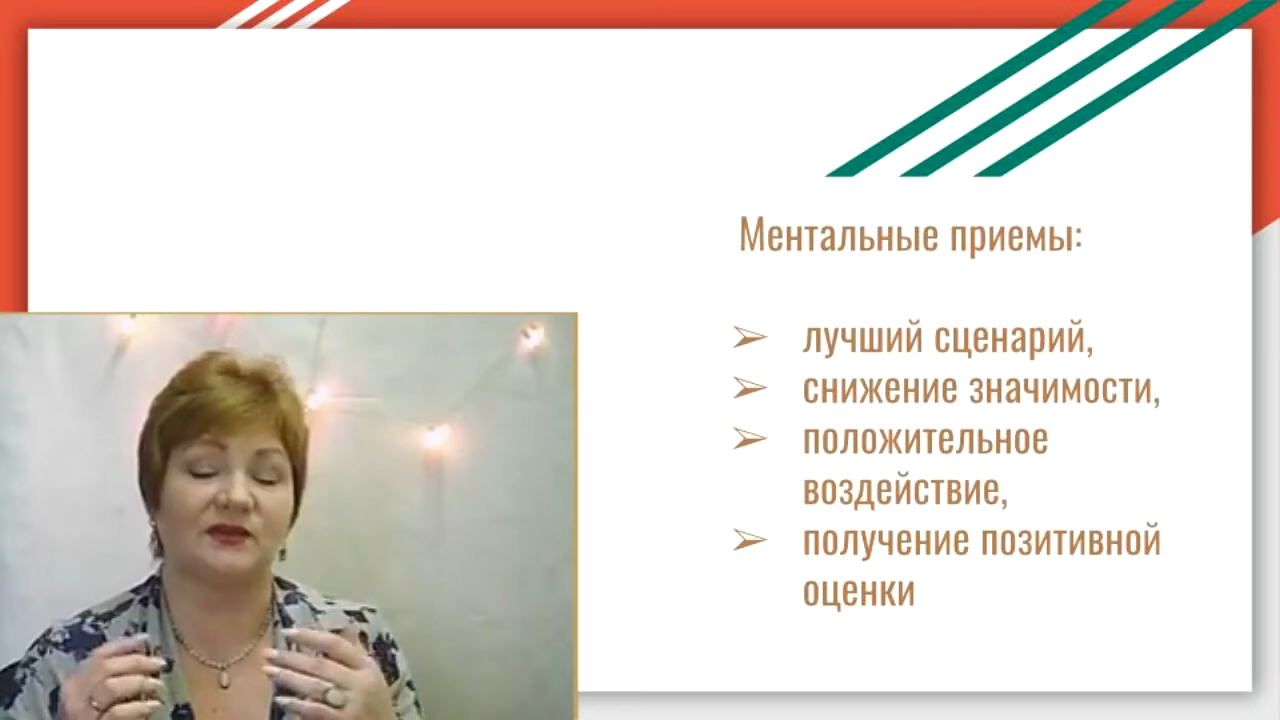 Ментальные приемы:
➢ лучший сценарий,
➢ снижение значимости,
➢ положительное
воздействие,
➢ получение позитивной
оценки